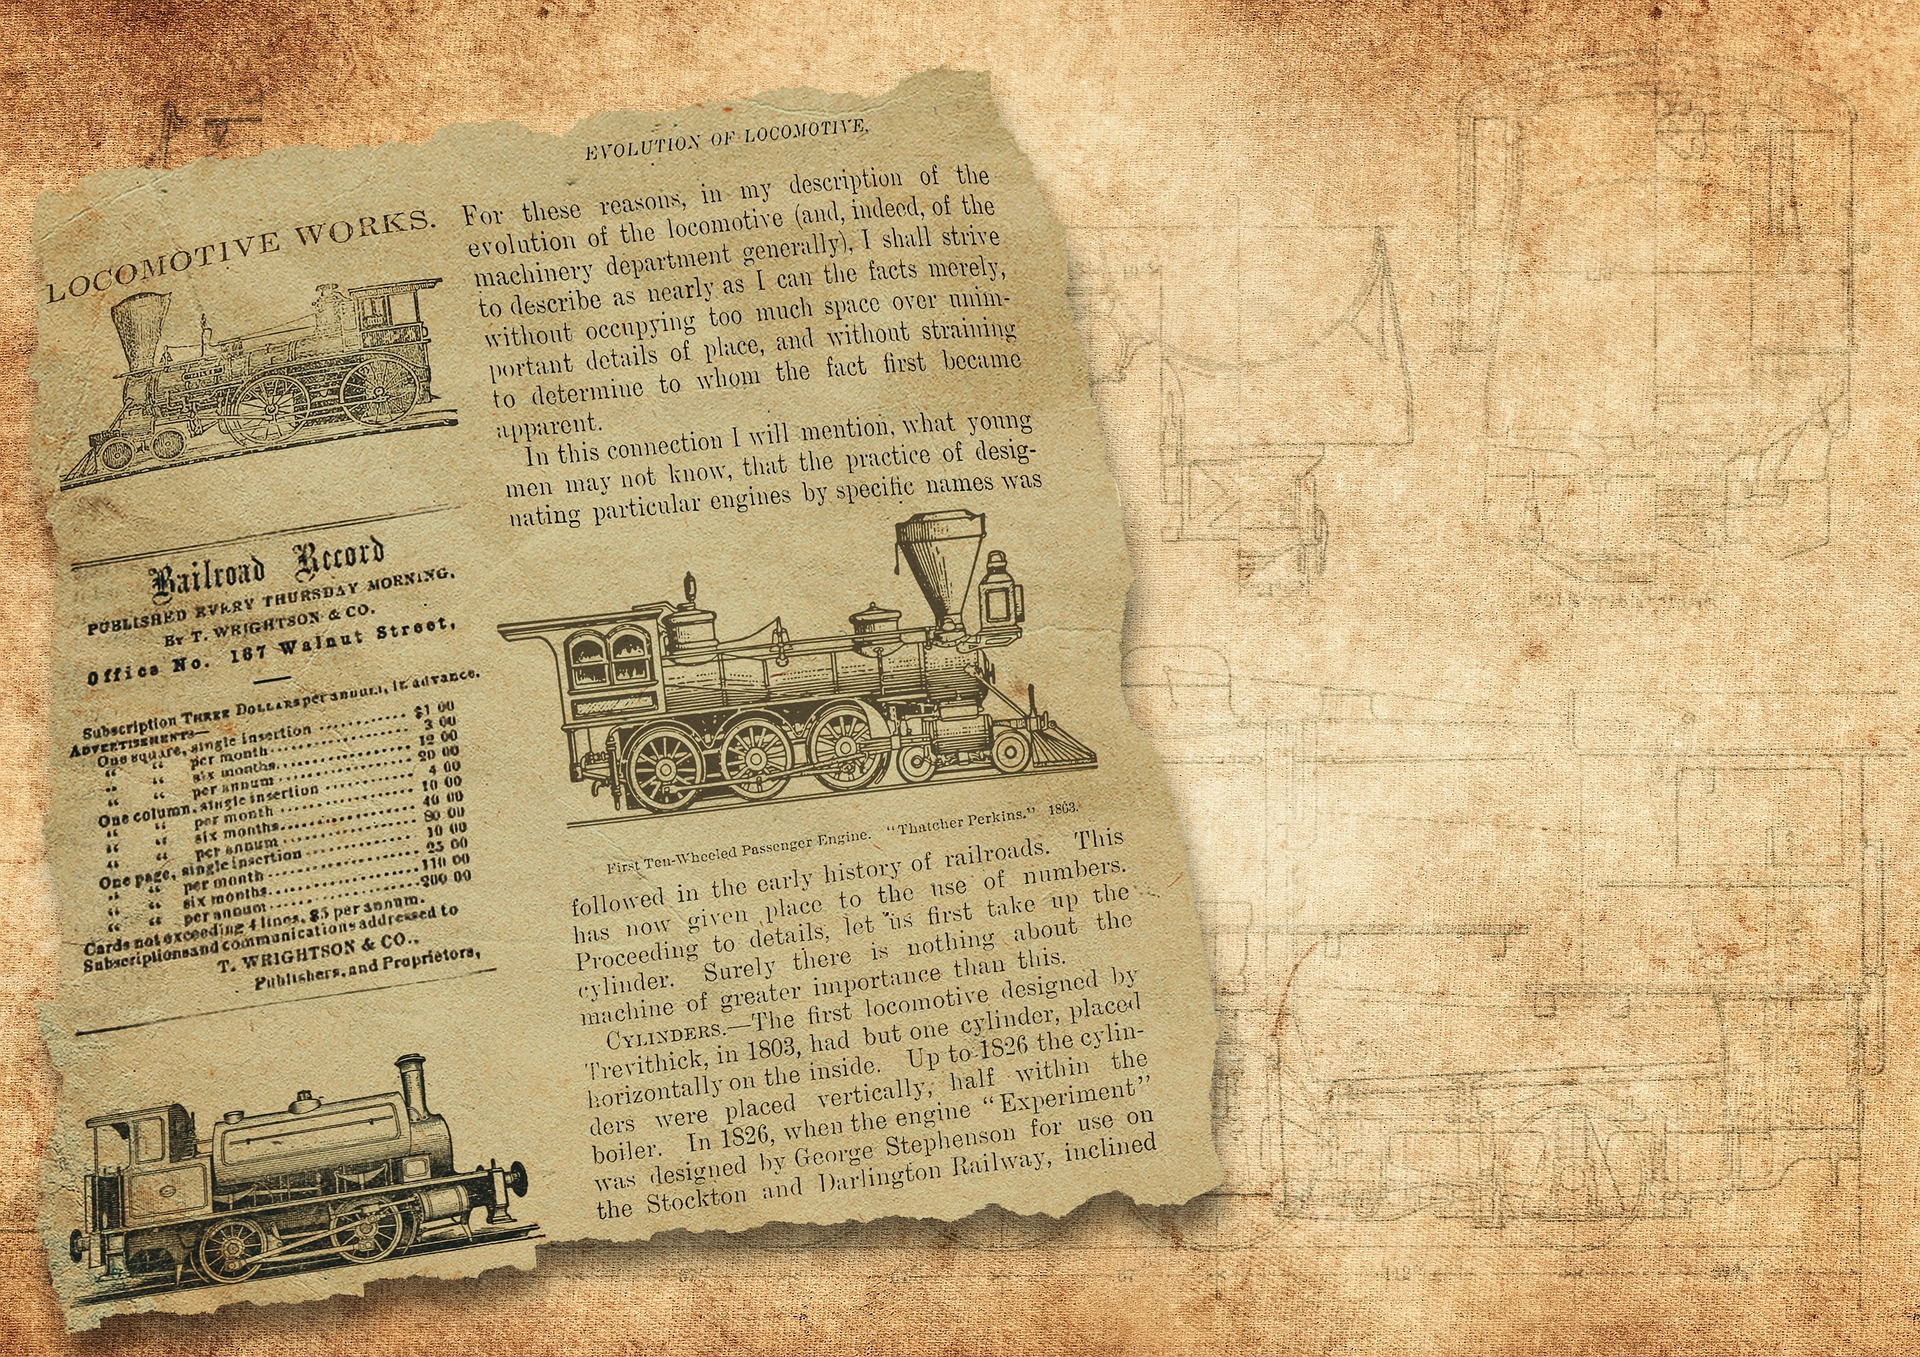 LOCOMOTIVE WORKS.
Railroad Record
PUBLISHED EVERY THURSDAY MORNING,
By T. WRIGHTSON & CO.
Office No. 167 Walnut Street,
Subscription THREE DOLLARS per annum, in advance.
ADVERTISEMENTS—
One square, single insertion ............ $1 00
“ “ per month ............ 3 00
“ “ six months ............ 12 00
“ “ per annum ............ 20 00
One column, single insertion ............ 4 00
“ “ per month ............ 10 00
“ “ six months ............ 40 00
“ “ per annum ............ 80 00
One page, single insertion ............ 10 00
“ “ per month ............ 25 00
“ “ six months ............ 110 00
“ “ per annum ............ 200 00
Cards not exceeding 4 lines, $5 per annum.
Subscriptions and communications addressed to
T. WRIGHTSON & CO.,
Publishers, and Proprietors,
EVOLUTION OF LOCOMOTIVE,
For these reasons, in my description of the
evolution of the locomotive (and, indeed, of the
machinery department generally), I shall strive
to describe as nearly as I can the facts merely,
without occupying too much space over unim-
portant details of place, and without straining
to determine to whom the fact first became
apparent.
In this connection I will mention, what young
men may not know, that the practice of desig-
nating particular engines by specific names was
First Ten-Wheeled Passenger Engine. “Thatcher Perkins.” 1863.
followed in the early history of railroads. This
has now given place to the use of numbers.
Proceeding to details, let us first take up the
cylinder. Surely there is nothing about the
machine of greater importance than this.
CYLINDERS.—The first locomotive designed by
Trevithick, in 1803, had but one cylinder, placed
horizontally on the inside. Up to 1826 the cylin-
ders were placed vertically, half within the
boiler. In 1826, when the engine “Experiment”
was designed by George Stephenson for use on
the Stockton and Darlington Railway, inclined